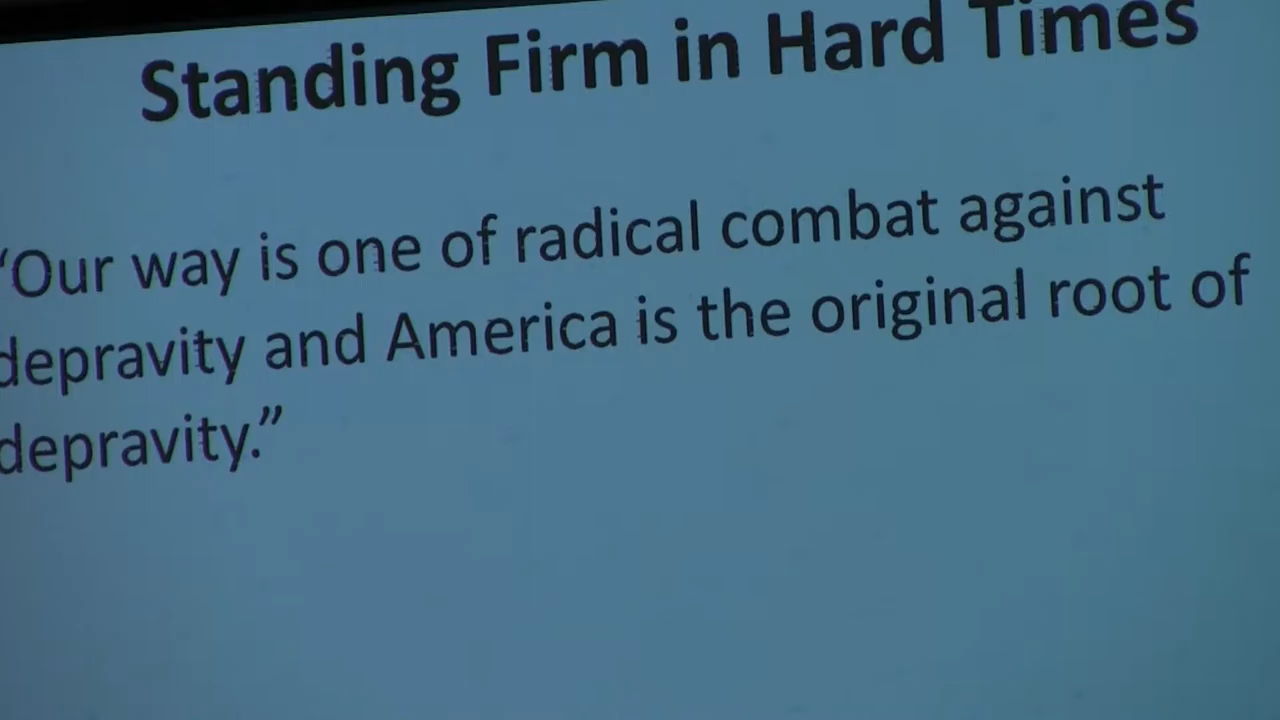 Standing Firm in Hard Times
“Our way is one of radical combat against
depravity and America is the original root of
depravity.”